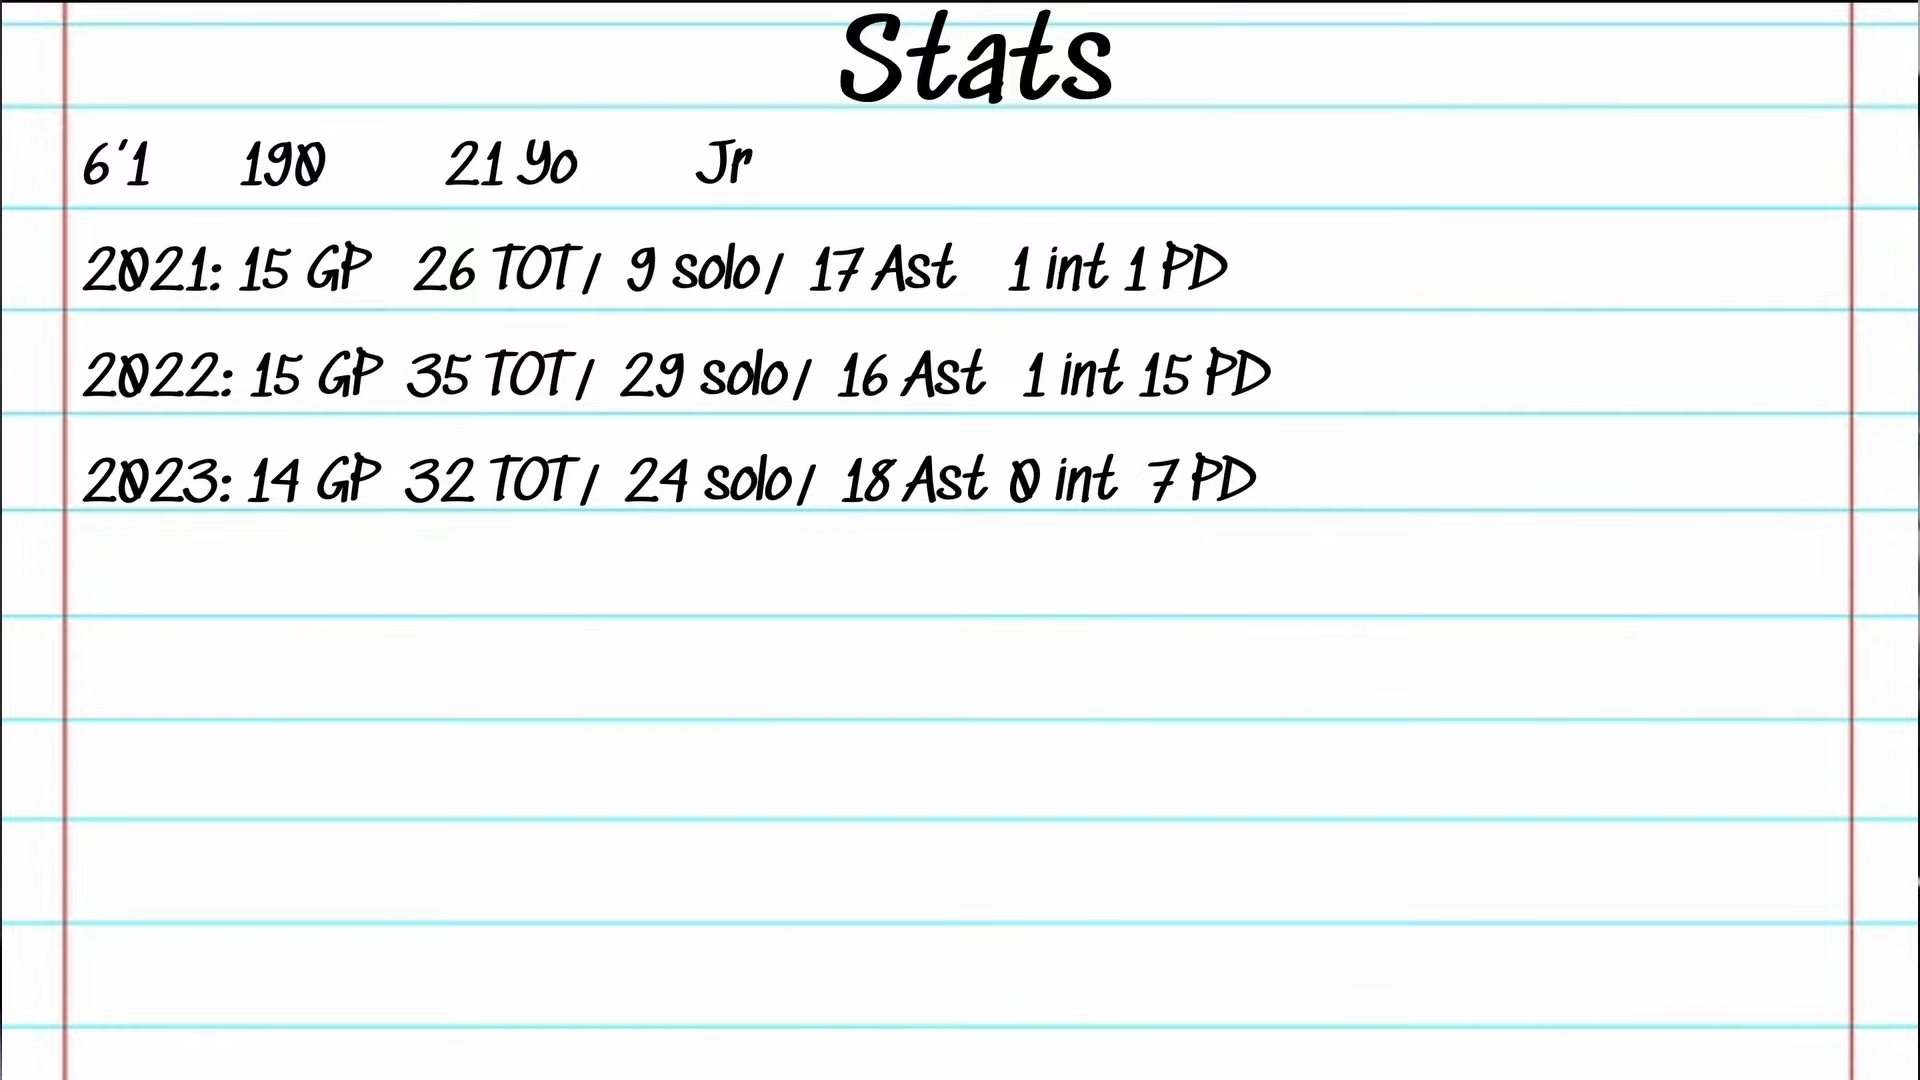 Stats
6'1 190 21 Yo Jr
2021: 15 GP 26 TOT/ 9 solo/ 17 Ast 1 int 1 PD
2022: 15 GP 35 TOT/ 29 solo/ 16 Ast 1 int 15 PD
2023: 14 GP 32 TOT/ 24 solo/ 18 Ast 0 int 7 PD